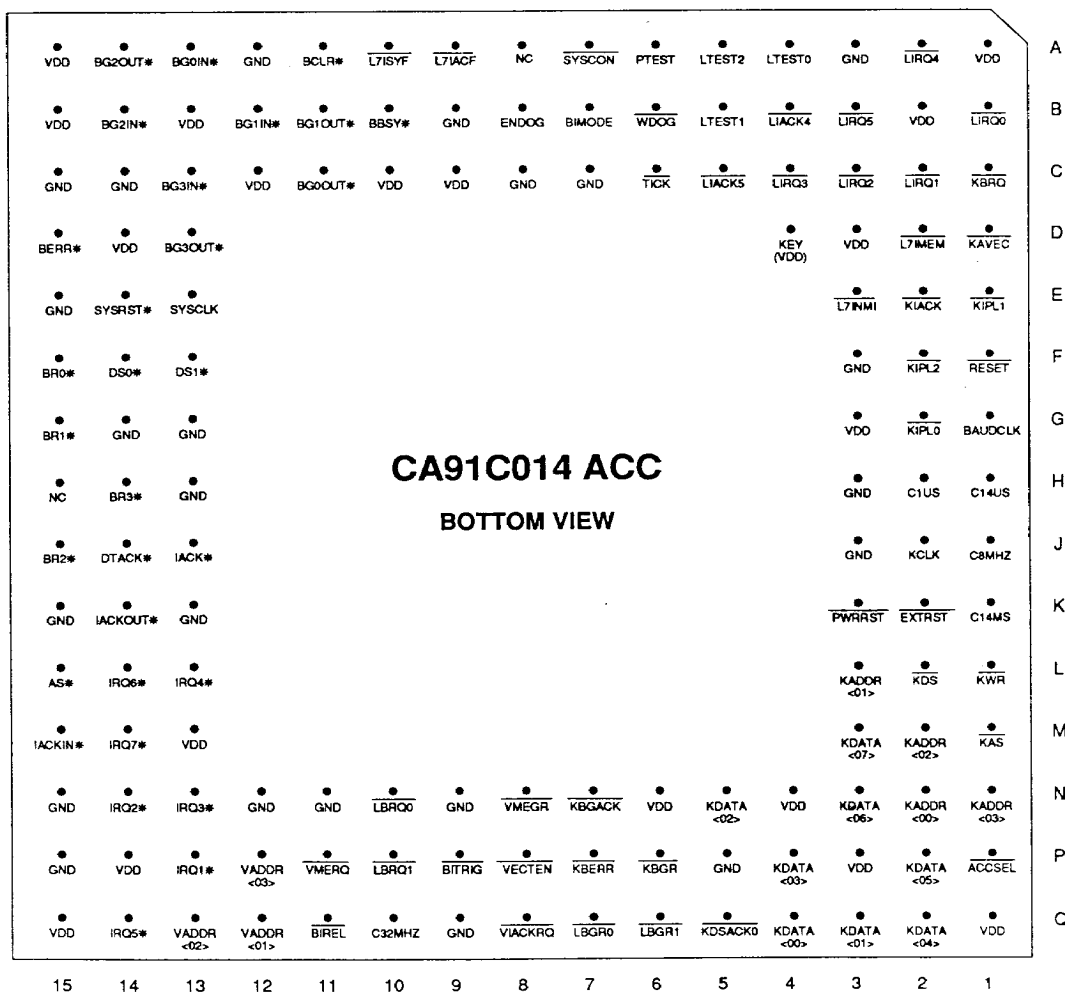 VDD BG2OUT* BG0IN* GND BCLR* L7ISYF L7IACF NC SYSCON PTEST LTEST2 LTEST0 GND LIRQ4 VDD A
VDD BG2IN* VDD BG1IN* BG1OUT* BBSY* GND ENDOG BIMODE WDOG LTEST1 LIACK4 LIRQ5 VDD LIRQ0 B
GND GND BG3IN* VDD BG0OUT* VDD VDD GND GND TICK LIACK5 LIRQ3 LIRQ2 LIRQ1 KBRQ C
BERR* VDD BG3OUT* KEY VDD L7IMEM KAVEC D
(VDD)
GND SYSRST* SYSCLK L7INMI KIACK KIPL1 E
BR0* DS0* DS1* GND KIPL2 RESET F
BR1* GND GND VDD KIPL0 BAUDCLK G
CA91C014 ACC
NC BR3* GND GND C1US C14US H
BOTTOM VIEW
BR2* DTACK* IACK* GND KCLK C8MHZ J
GND IACKOUT* GND PWRRST EXTRST C14MS K
AS* IRQ6* IRQ4* KADDR KDS KWR L
<01>
IACKIN* IRQ7* VDD KDATA KADDR KAS M
<07> <02>
GND IRQ2* IRQ3* GND GND LBRQ0 GND VMEGR KBGACK VDD KDATA VDD KDATA KADDR KADDR N
<02> <06> <00> <03>
GND VDD IRQ1* VADDR VMERQ LBRQ1 BITRIG VECTEN KBERR KBGR GND KDATA VDD KDATA ACCSEL P
<03> <03> <05>
VDD IRQ5* VADDR VADDR BIREL C32MHZ GND VIACKRQ LBGR0 LBGR1 KDSACK0 KDATA KDATA KDATA VDD Q
<02> <01> <00> <01> <04>
15 14 13 12 11 10 9 8 7 6 5 4 3 2 1